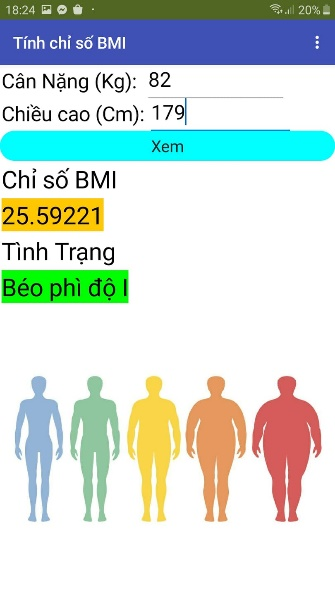 18:24 20%
Tính chỉ số BMI
Cân Nặng (Kg): 82
Chiều cao (Cm): 179
Xem
Chỉ số BMI
25.59221
Tình Trạng
Béo phì độ I